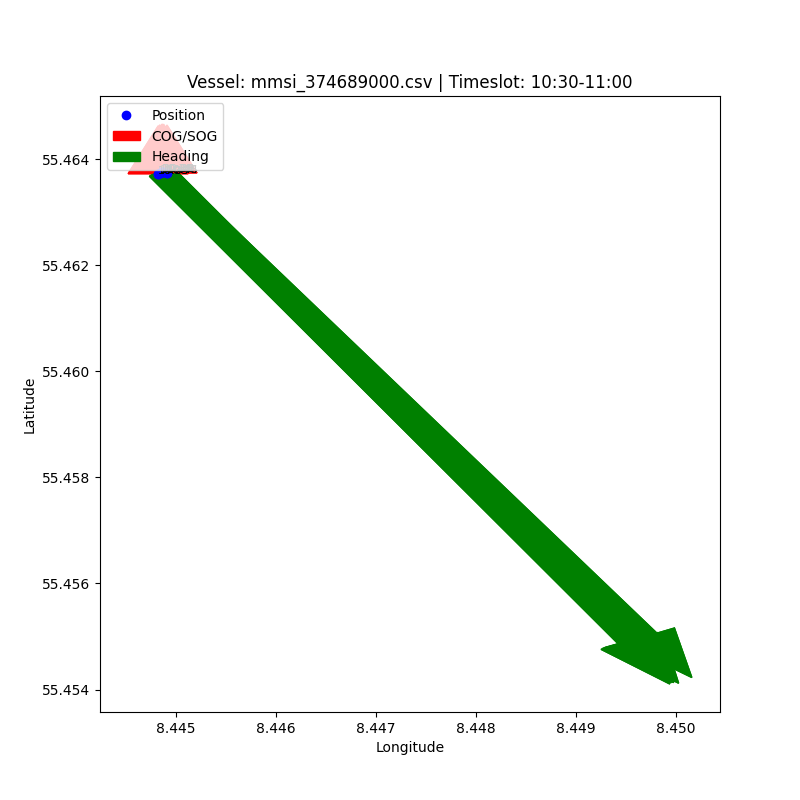 Vessel: mmsi_374689000.csv | Timeslot: 10:30-11:00
Position
COG/SOG
Heading
55.464
55.462
55.460
55.458
55.456
55.454
Latitude
8.445 8.446 8.447 8.448 8.449 8.450
Longitude